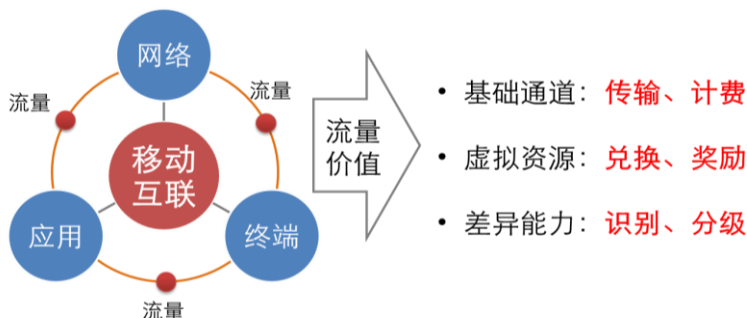 网络
流量
流量
移动
互联
应用
终端
流量
流量
价值
• 基础通道：传输、计费
• 虚拟资源：兑换、奖励
• 差异能力：识别、分级